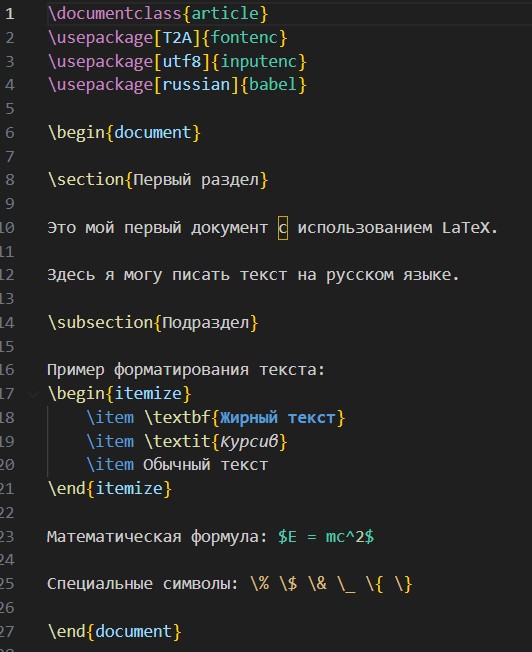 1 \documentclass{article}
2 \usepackage[T2A]{fontenc}
3 \usepackage[utf8]{inputenc}
4 \usepackage[russian]{babel}
5
6 \begin{document}
7
8 \section{Первый раздел}
9
10 Это мой первый документ с использованием LaTeX.
11
12 Здесь я могу писать текст на русском языке.
13
14 \subsection{Подраздел}
15
16 Пример форматирования текста:
17 \begin{itemize}
18     \item \textbf{Жирный текст}
19     \item \textit{Курсив}
20     \item Обычный текст
21 \end{itemize}
22
23 Математическая формула: $E = mc^2$
24
25 Специальные символы: \% \$ \& \_ \{ \}
26
27 \end{document}